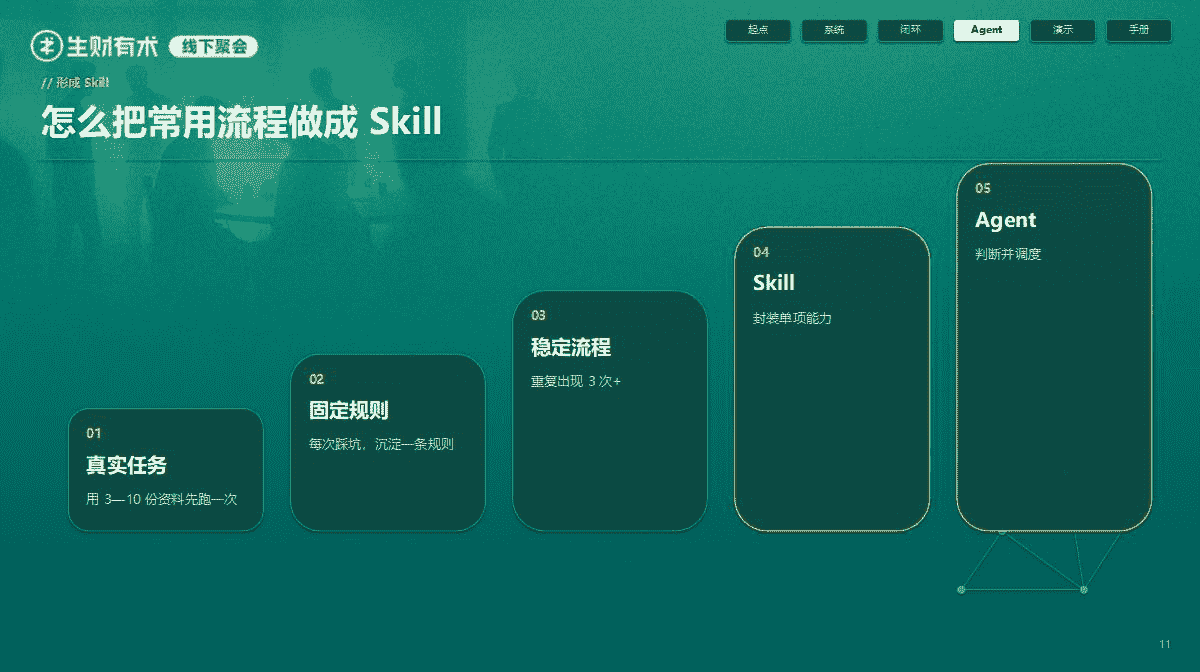 生财有术 线下聚会
起点 系统 闭环 Agent 演示 手册
// 形成 Skill
怎么把常用流程做成 Skill
01
真实任务
用 3—10 份资料先跑一次
02
固定规则
每次踩坑，沉淀一条规则
03
稳定流程
重复出现 3 次+
04
Skill
封装单项能力
05
Agent
判断并调度
11